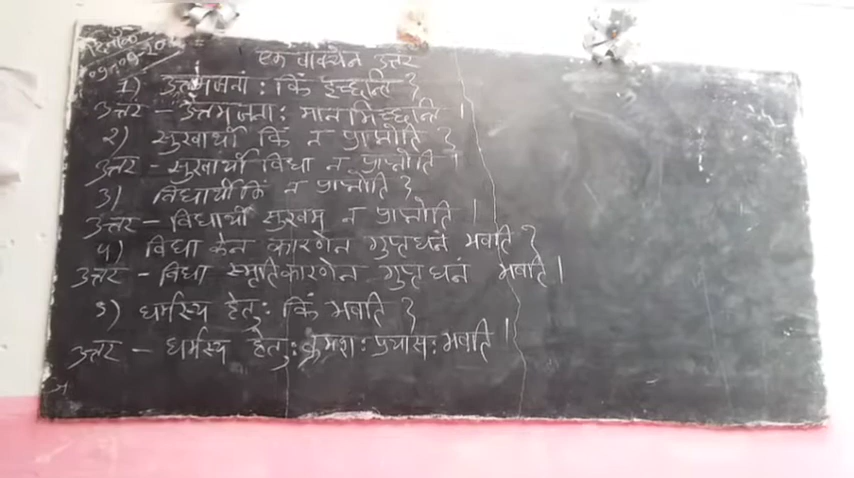 दिनांक
एक वाक्येन उत्तर
1) उत्तमजनाः किं इच्छन्ति ?
उत्तर - उत्तमजनाः मानमिच्छन्ति ।
२) सुखार्थी किं न प्राप्नोति ?
उत्तर - सुखार्थी विद्या न प्राप्नोति ।
3) विद्यार्थी किं न प्राप्नोति ?
उत्तर - विद्यार्थी सुखम् न प्राप्नोति ।
५) विद्या केन कारणेन गुप्तधनं भवति ?
उत्तर - विद्या स्मृतिकारणेन गुप्तधनं भवति ।
5) धर्मस्य हेतुः किं भवति ?
उत्तर - धर्मस्य हेतुः क्रमशः प्रयासः भवति ।